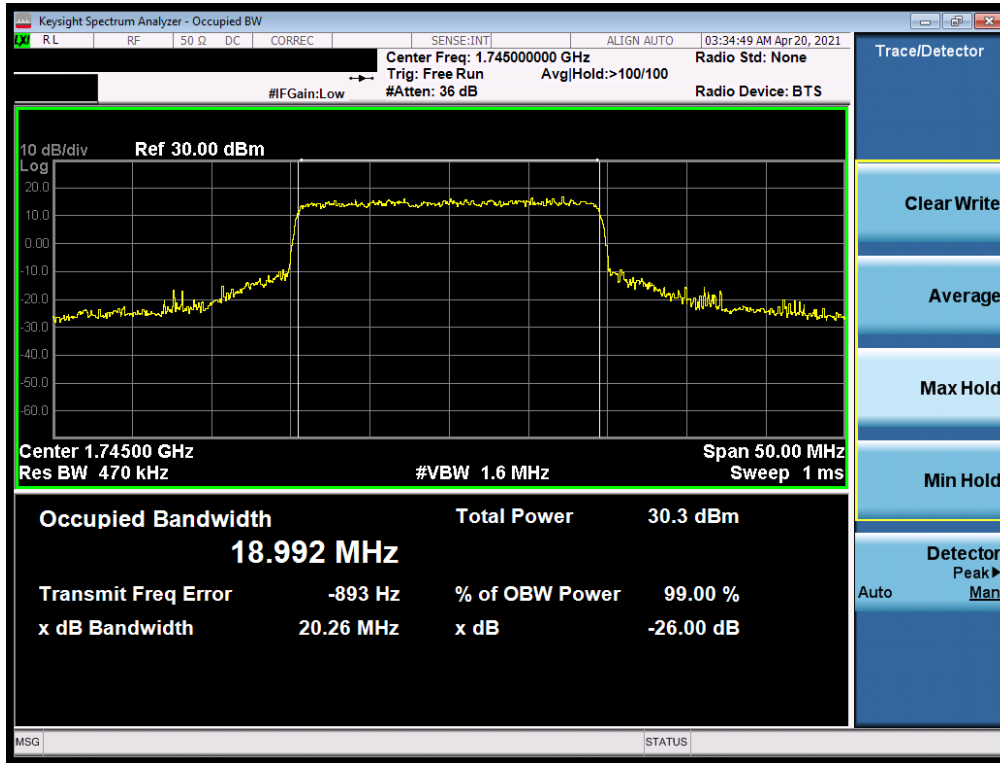 Keysight Spectrum Analyzer - Occupied BW
LXI RL RF 50 Ω DC CORREC SENSE:INT ALIGN AUTO 03:34:49 AM Apr 20, 2021
Center Freq: 1.745000000 GHz Radio Std: None
Trig: Free Run Avg|Hold:>100/100
#IFGain:Low #Atten: 36 dB Radio Device: BTS
10 dB/div Ref 30.00 dBm
Log
20.0
10.0
0.00
-10.0
-20.0
-30.0
-40.0
-50.0
-60.0
Center 1.74500 GHz Span 50.00 MHz
Res BW 470 kHz #VBW 1.6 MHz Sweep 1 ms
Occupied Bandwidth Total Power 30.3 dBm
18.992 MHz
Transmit Freq Error -893 Hz % of OBW Power 99.00 %
x dB Bandwidth 20.26 MHz x dB -26.00 dB
MSG STATUS
Trace/Detector
Clear Write
Average
Max Hold
Min Hold
Detector
Peak▶
Auto Man